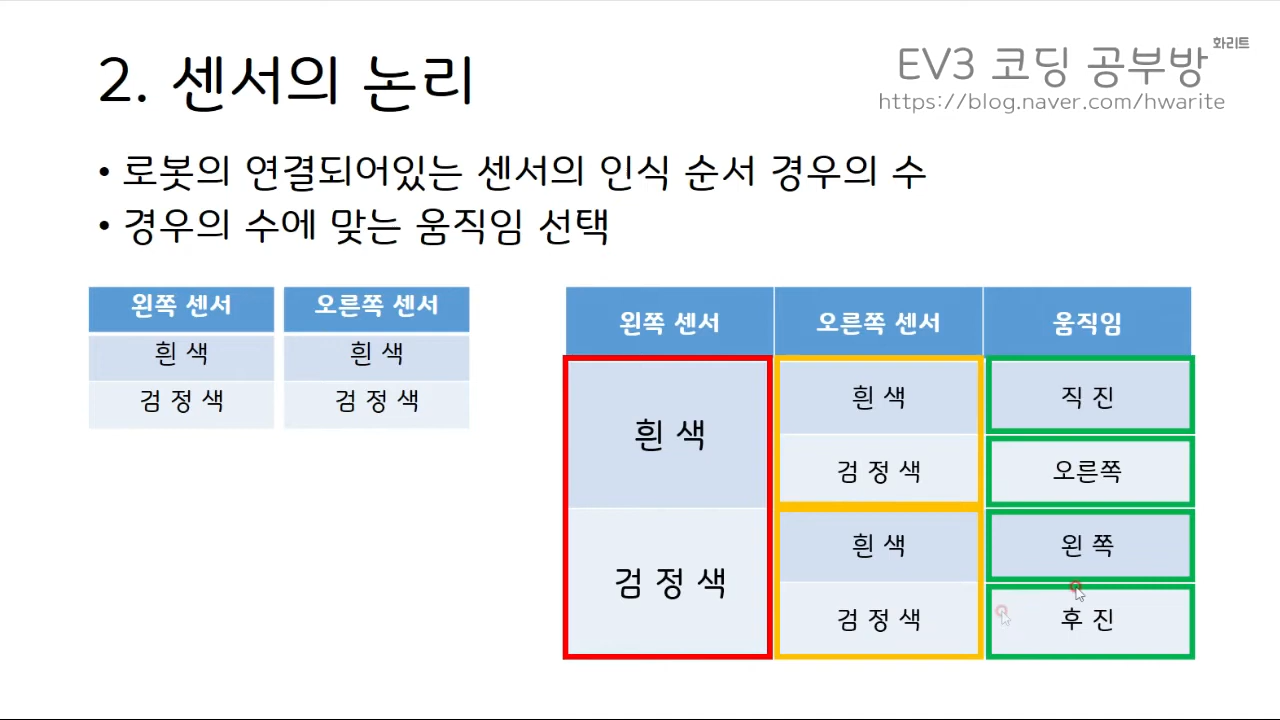 2. 센서의 논리
화리트
EV3 코딩 공부방
https://blog.naver.com/hwarite
• 로봇의 연결되어있는 센서의 인식 순서 경우의 수
• 경우의 수에 맞는 움직임 선택
왼쪽 센서 오른쪽 센서
흰 색 흰 색
검 정 색 검 정 색
왼쪽 센서 오른쪽 센서 움직임
흰 색 흰 색 직 진
검 정 색 오른쪽
검 정 색 흰 색 왼 쪽
검 정 색 후 진